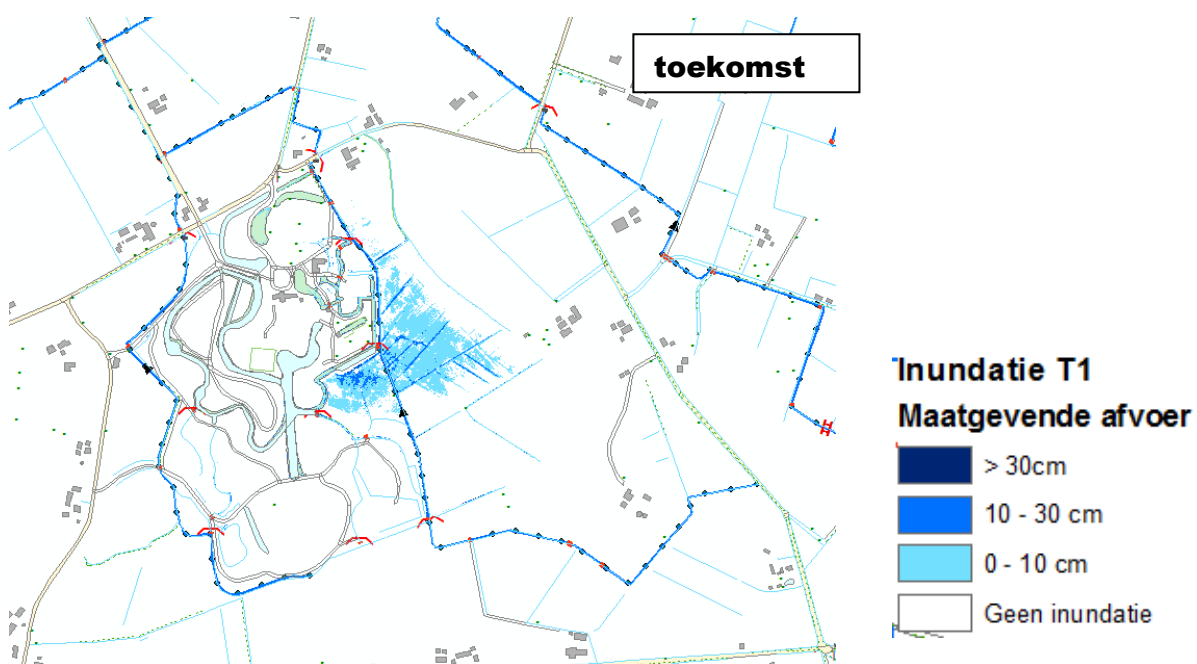 toekomst
Inundatie T1
Maatgevende afvoer
> 30cm
10 - 30 cm
0 - 10 cm
Geen inundatie